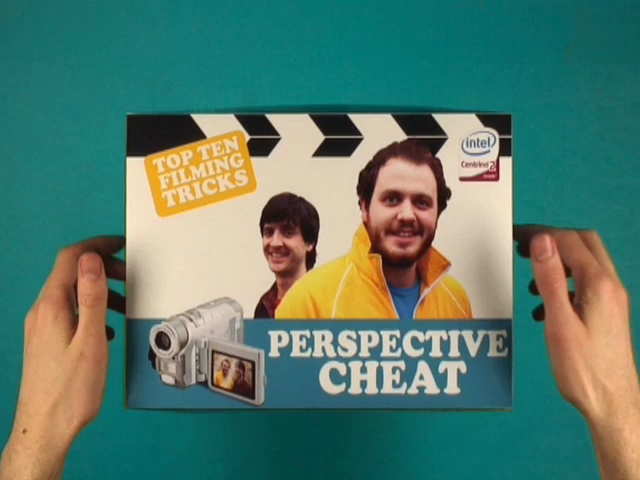 TOP TEN
FILMING
TRICKS
intel
Centrino 2
PERSPECTIVE
CHEAT